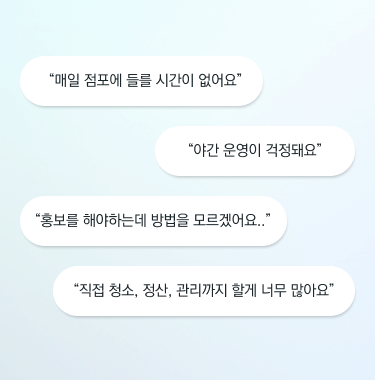 “매일 점포에 들를 시간이 없어요”
“야간 운영이 걱정돼요”
“홍보를 해야하는데 방법을 모르겠어요..”
“직접 청소, 정산, 관리까지 할게 너무 많아요”